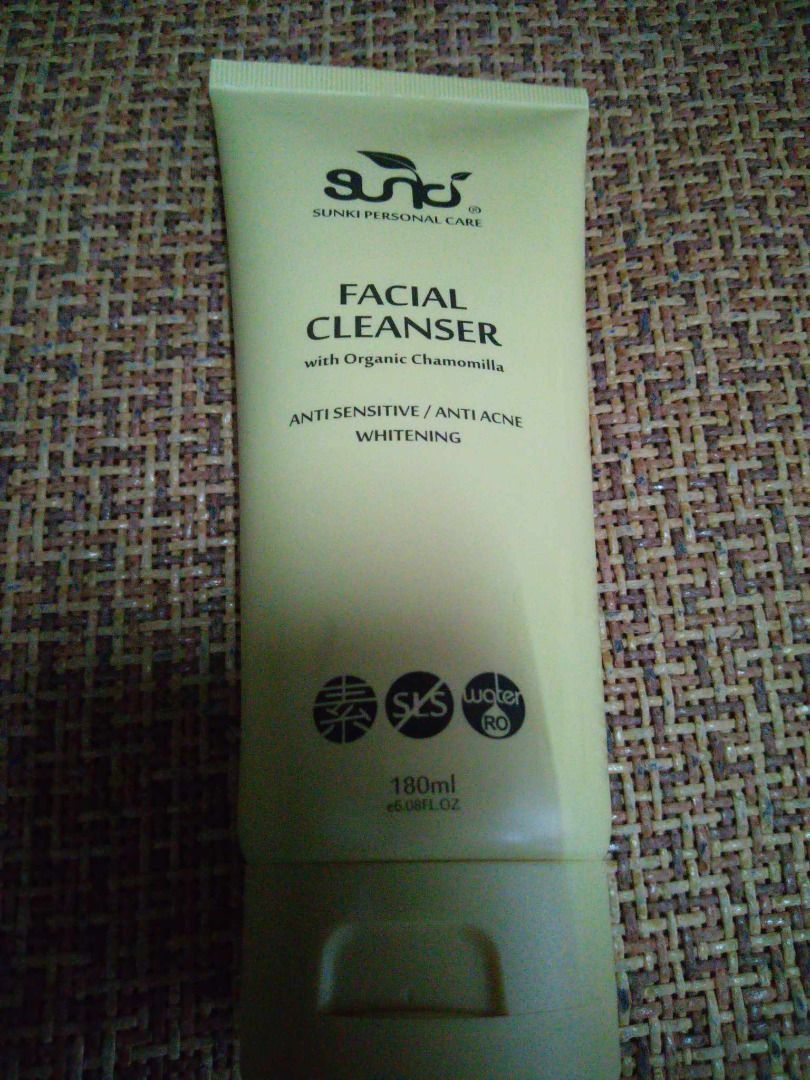 sunki®
SUNKI PERSONAL CARE
FACIAL
CLEANSER
with Organic Chamomilla
ANTI SENSITIVE / ANTI ACNE
WHITENING
素 SLS water RO
180ml
e6.08FL.OZ